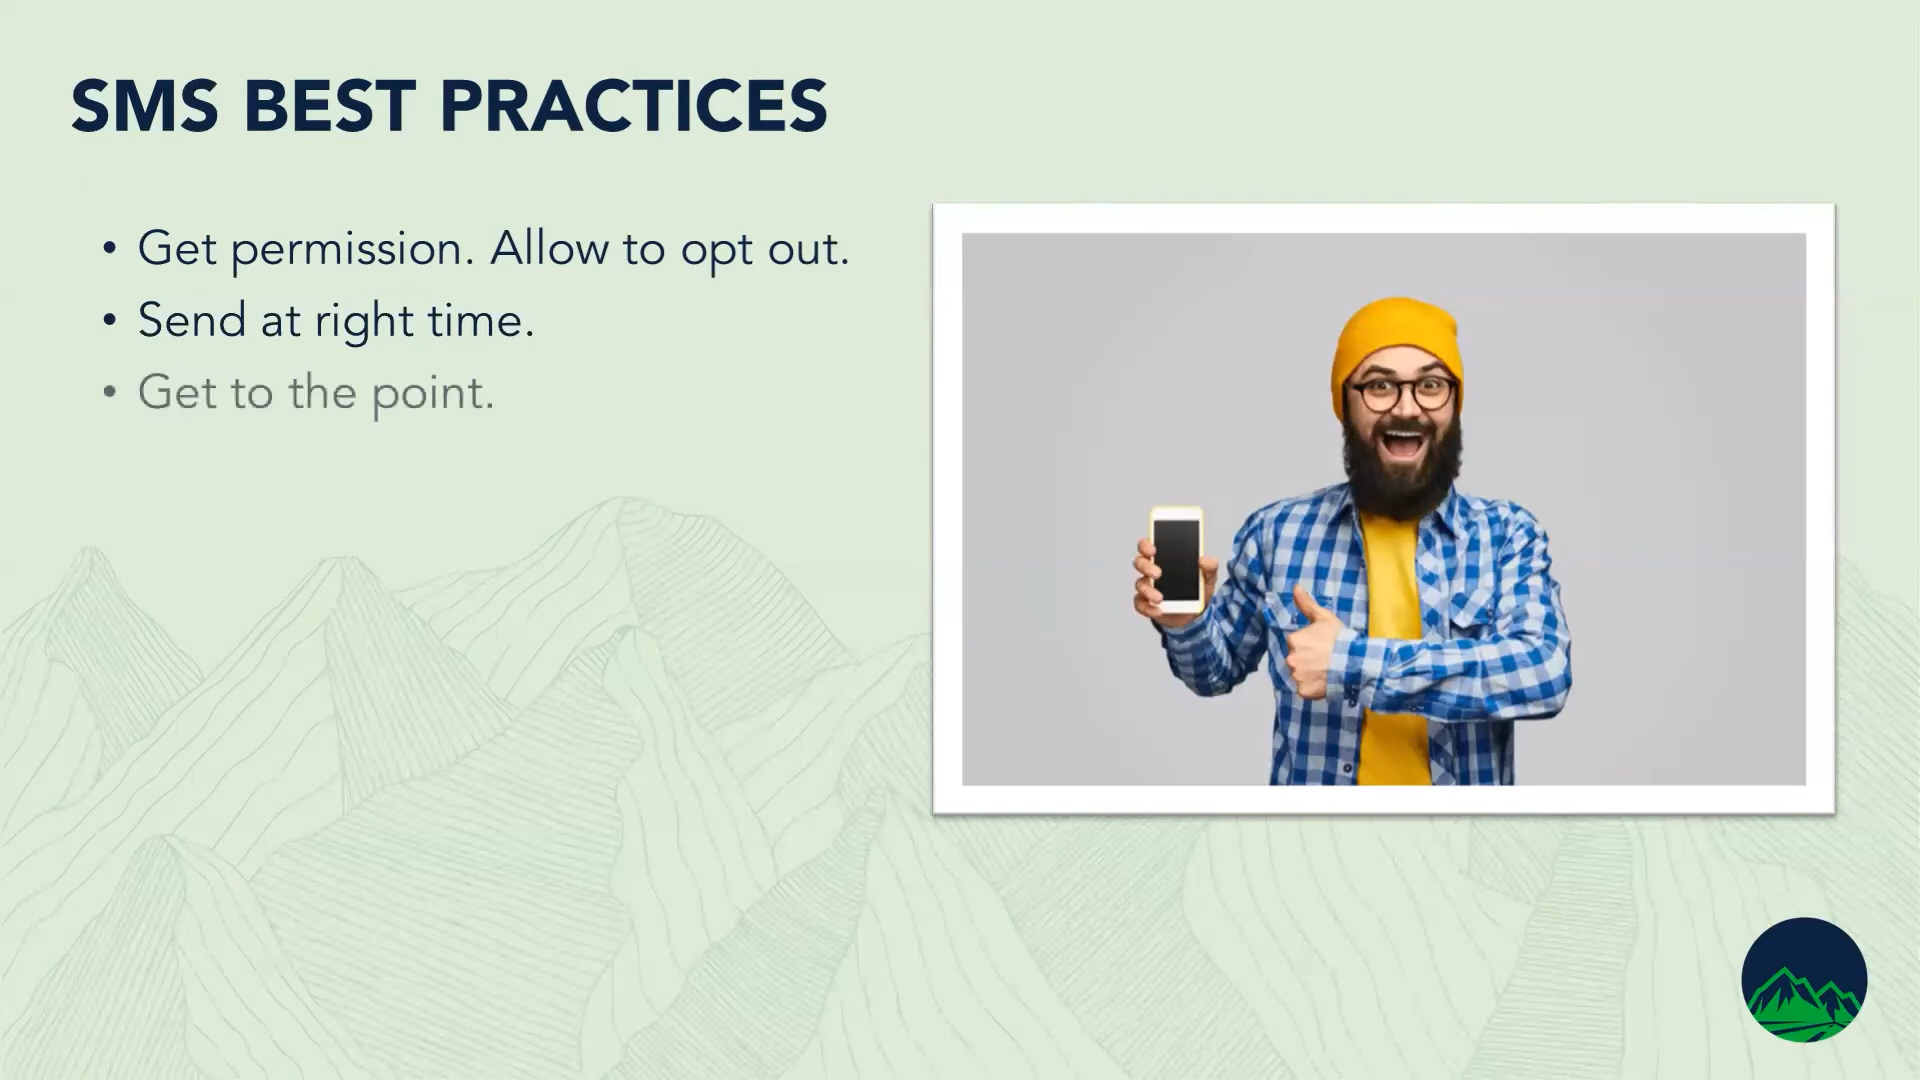 SMS BEST PRACTICES
• Get permission. Allow to opt out.
• Send at right time.
• Get to the point.